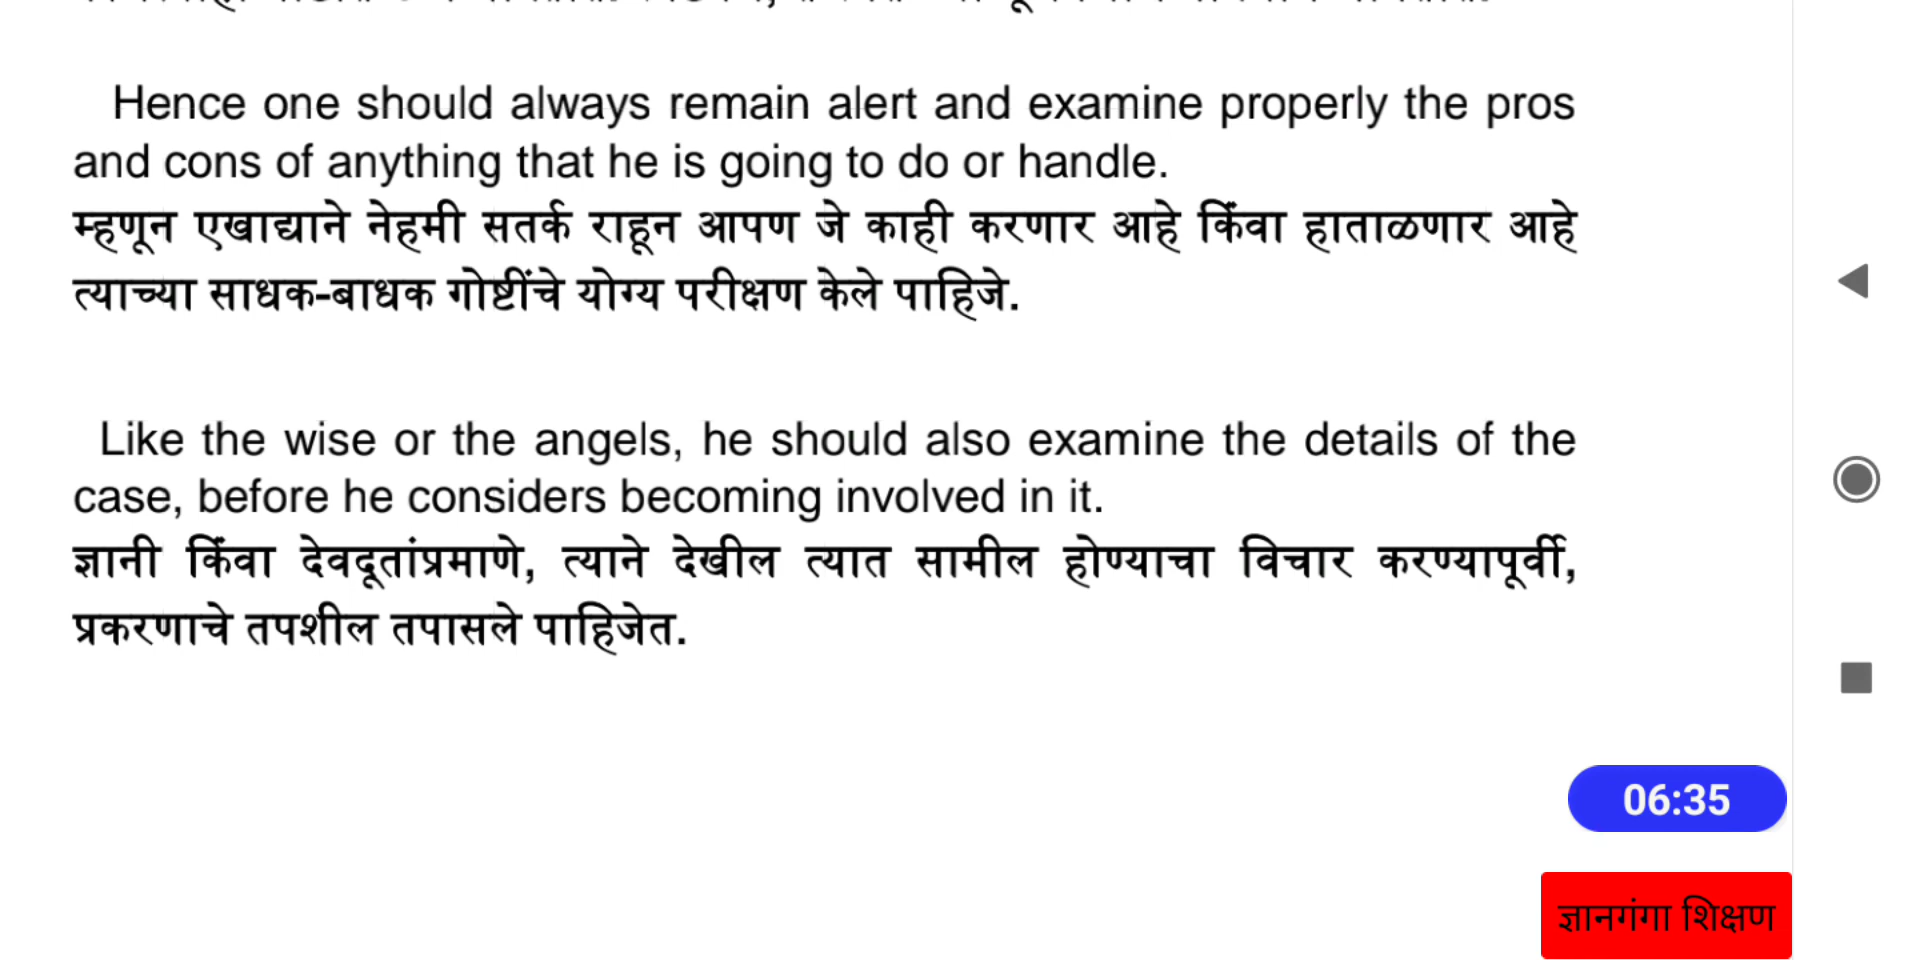 Hence one should always remain alert and examine properly the pros
and cons of anything that he is going to do or handle.
म्हणून एखाद्याने नेहमी सतर्क राहून आपण जे काही करणार आहे किंवा हाताळणार आहे
त्याच्या साधक-बाधक गोष्टींचे योग्य परीक्षण केले पाहिजे.
Like the wise or the angels, he should also examine the details of the
case, before he considers becoming involved in it.
ज्ञानी किंवा देवदूतांप्रमाणे, त्याने देखील त्यात सामील होण्याचा विचार करण्यापूर्वी,
प्रकरणाचे तपशील तपासले पाहिजेत.
06:35
ज्ञानगंगा शिक्षण